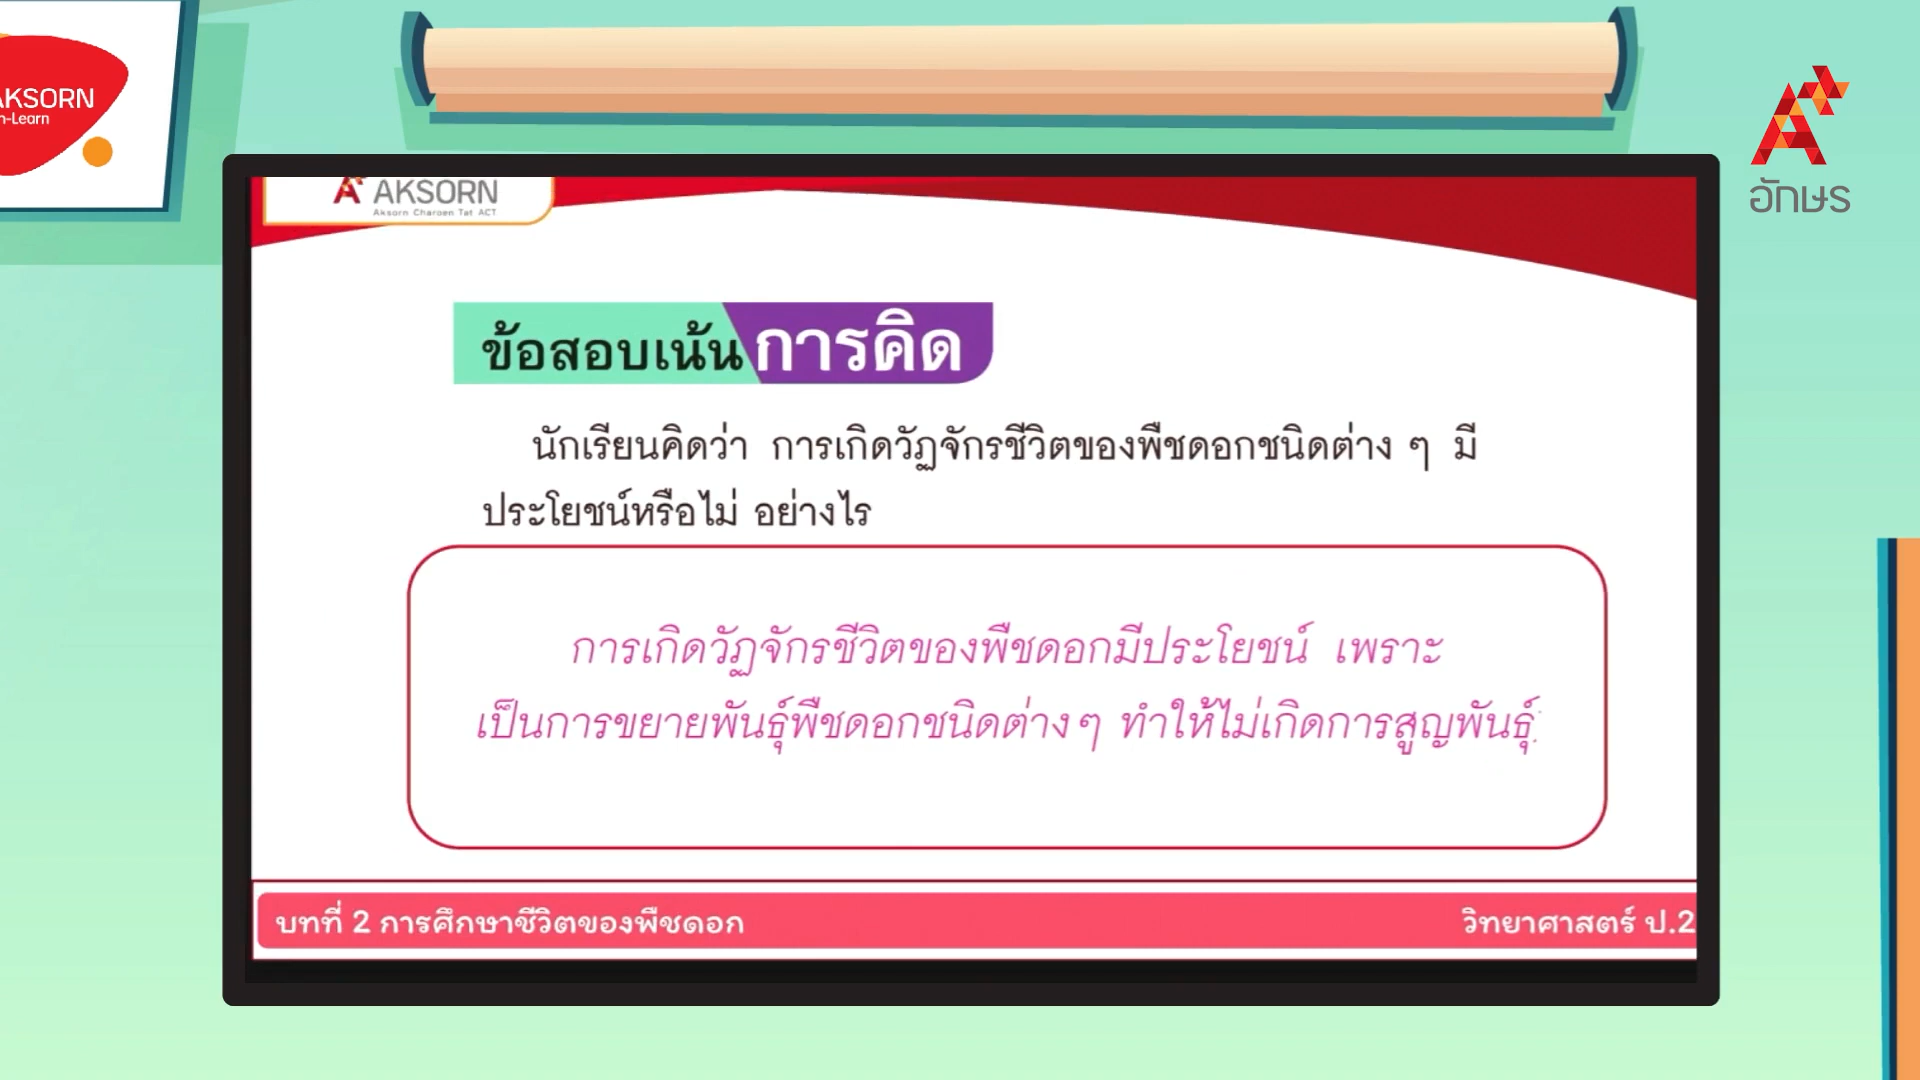 AKSORN
n-Learn
อักษร
AKSORN
Aksorn Charoen Tat ACT
ข้อสอบเน้นการคิด
นักเรียนคิดว่า การเกิดวัฏจักรชีวิตของพืชดอกชนิดต่าง ๆ มี
ประโยชน์หรือไม่ อย่างไร
การเกิดวัฏจักรชีวิตของพืชดอกมีประโยชน์ เพราะ
เป็นการขยายพันธุ์พืชดอกชนิดต่าง ๆ ทำให้ไม่เกิดการสูญพันธุ์
บทที่ 2 การศึกษาชีวิตของพืชดอก
วิทยาศาสตร์ ป.2